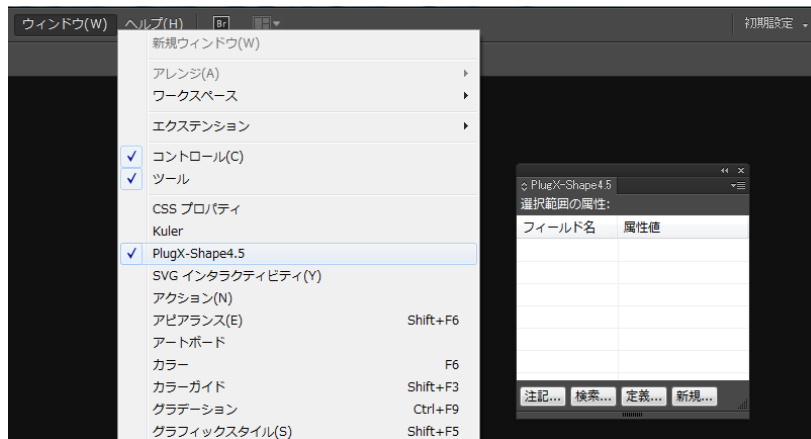 ウィンドウ(W) ヘルプ(H) Br 初期設定
新規ウィンドウ(W)
アレンジ(A)
ワークスペース
エクステンション
コントロール(C)
ツール
CSS プロパティ
Kuler
PlugX-Shape4.5
SVG インタラクティビティ(Y)
アクション(N)
アピアランス(E) Shift+F6
アートボード
カラー F6
カラーガイド Shift+F3
グラデーション Ctrl+F9
グラフィックスタイル(S) Shift+F5
PlugX-Shape4.5
選択範囲の属性:
フィールド名 属性値
注記... 検索... 定義... 新規...